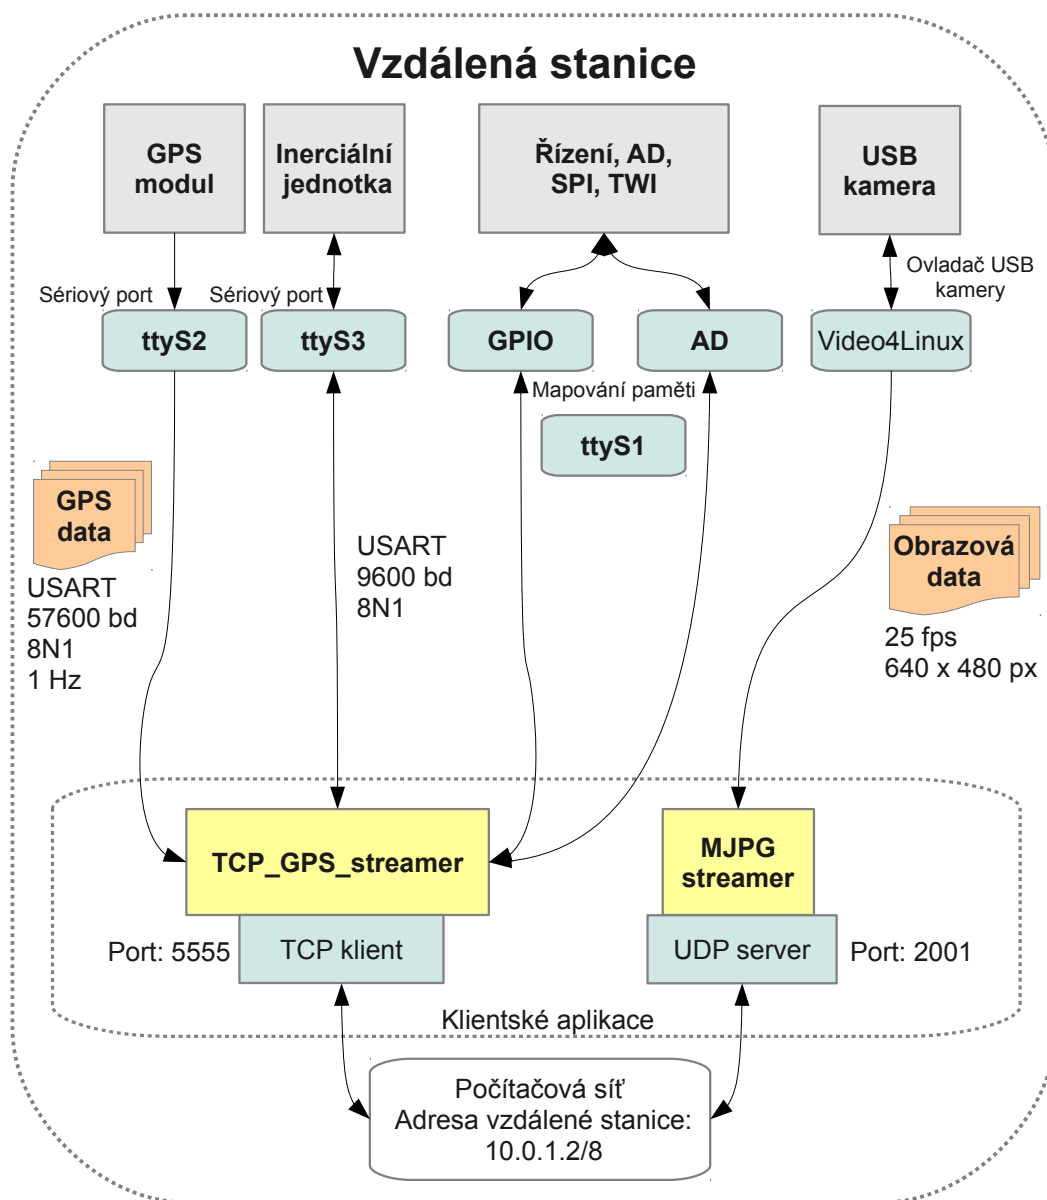 Vzdálená stanice
GPS
modul
Inerciální
jednotka
Řízení, AD,
SPI, TWI
USB
kamera
Sériový port
Sériový port
Ovladač USB
kamery
ttyS2
ttyS3
GPIO
AD
Video4Linux
Mapování paměti
ttyS1
GPS
data
USART
57600 bd
8N1
1 Hz
USART
9600 bd
8N1
Obrazová
data
25 fps
640 x 480 px
TCP_GPS_streamer
MJPG
streamer
Port: 5555
TCP klient
UDP server
Port: 2001
Klientské aplikace
Počítačová síť
Adresa vzdálené stanice:
10.0.1.2/8